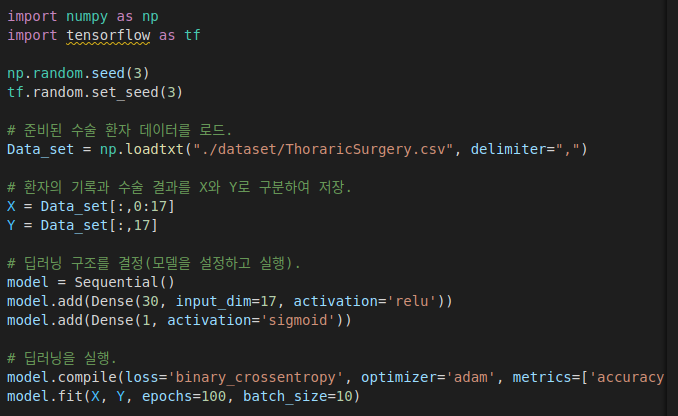 import numpy as np
import tensorflow as tf
np.random.seed(3)
tf.random.set_seed(3)
# 준비된 수술 환자 데이터를 로드.
Data_set = np.loadtxt("./dataset/ThoraricSurgery.csv", delimiter=",")
# 환자의 기록과 수술 결과를 X와 Y로 구분하여 저장.
X = Data_set[:,0:17]
Y = Data_set[:,17]
# 딥러닝 구조를 결정(모델을 설정하고 실행).
model = Sequential()
model.add(Dense(30, input_dim=17, activation='relu'))
model.add(Dense(1, activation='sigmoid'))
# 딥러닝을 실행.
model.compile(loss='binary_crossentropy', optimizer='adam', metrics=['accuracy
model.fit(X, Y, epochs=100, batch_size=10)